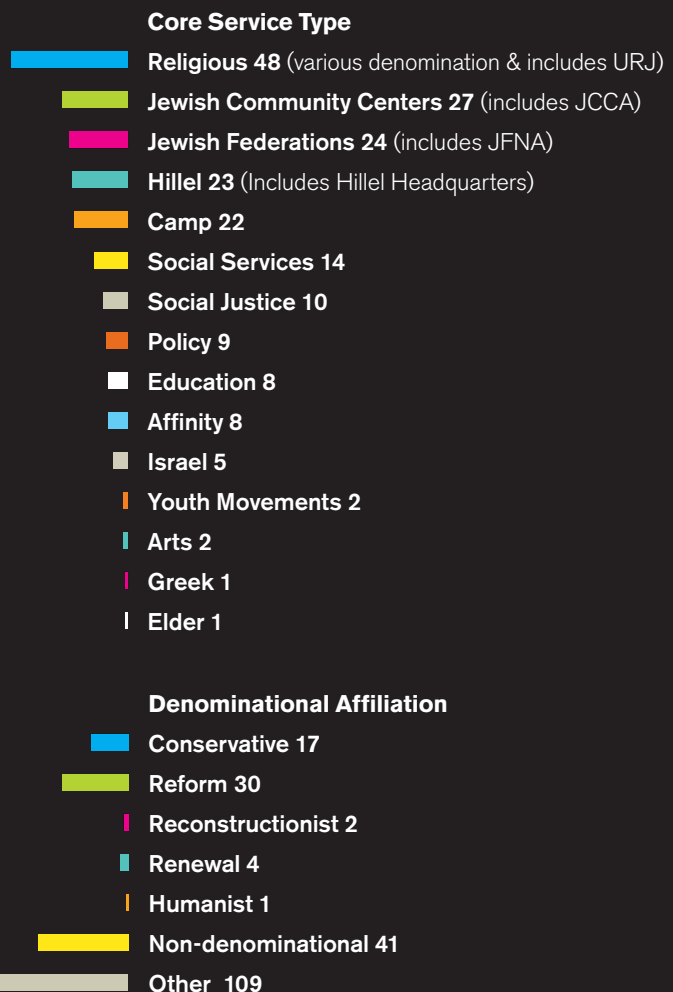 Core Service Type
Religious 48 (various denomination & includes URJ)
Jewish Community Centers 27 (includes JCCA)
Jewish Federations 24 (includes JFNA)
Hillel 23 (Includes Hillel Headquarters)
Camp 22
Social Services 14
Social Justice 10
Policy 9
Education 8
Affinity 8
Israel 5
Youth Movements 2
Arts 2
Greek 1
Elder 1
Denominational Affiliation
Conservative 17
Reform 30
Reconstructionist 2
Renewal 4
Humanist 1
Non-denominational 41
Other 109